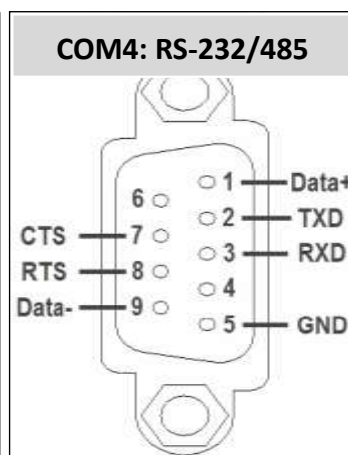 COM4: RS-232/485
1 Data+
6
2 TXD
CTS 7
3 RXD
RTS 8
4
Data- 9
5 GND